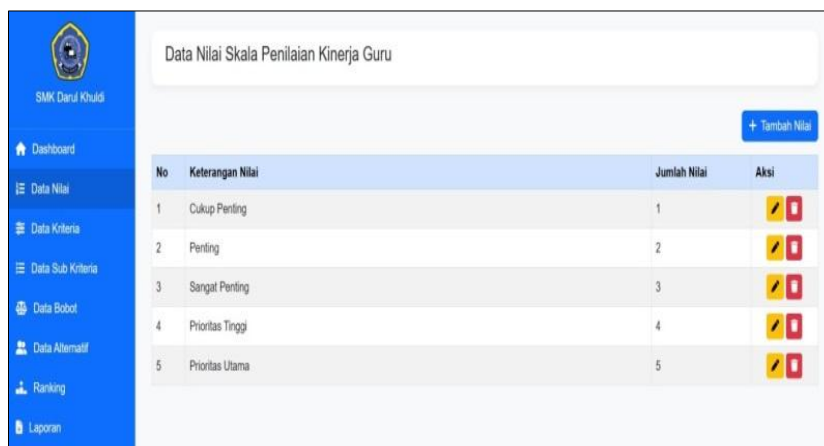 SMK Darul Khuldi
Dashboard
Data Nilai
Data Kriteria
Data Sub Kriteria
Data Bobot
Data Alternatif
Ranking
Laporan
Data Nilai Skala Penilaian Kinerja Guru
+ Tambah Nilai
No Keterangan Nilai Jumlah Nilai Aksi
1 Cukup Penting 1
2 Penting 2
3 Sangat Penting 3
4 Prioritas Tinggi 4
5 Prioritas Utama 5